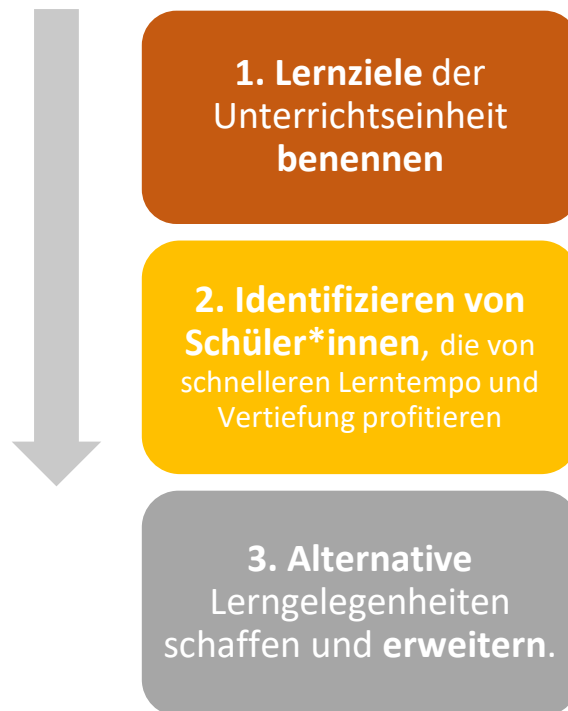 1. Lernziele der
Unterrichtseinheit
benennen
2. Identifizieren von
Schüler*innen, die von
schnelleren Lerntempo und
Vertiefung profitieren
3. Alternative
Lerngelegenheiten
schaffen und erweitern.